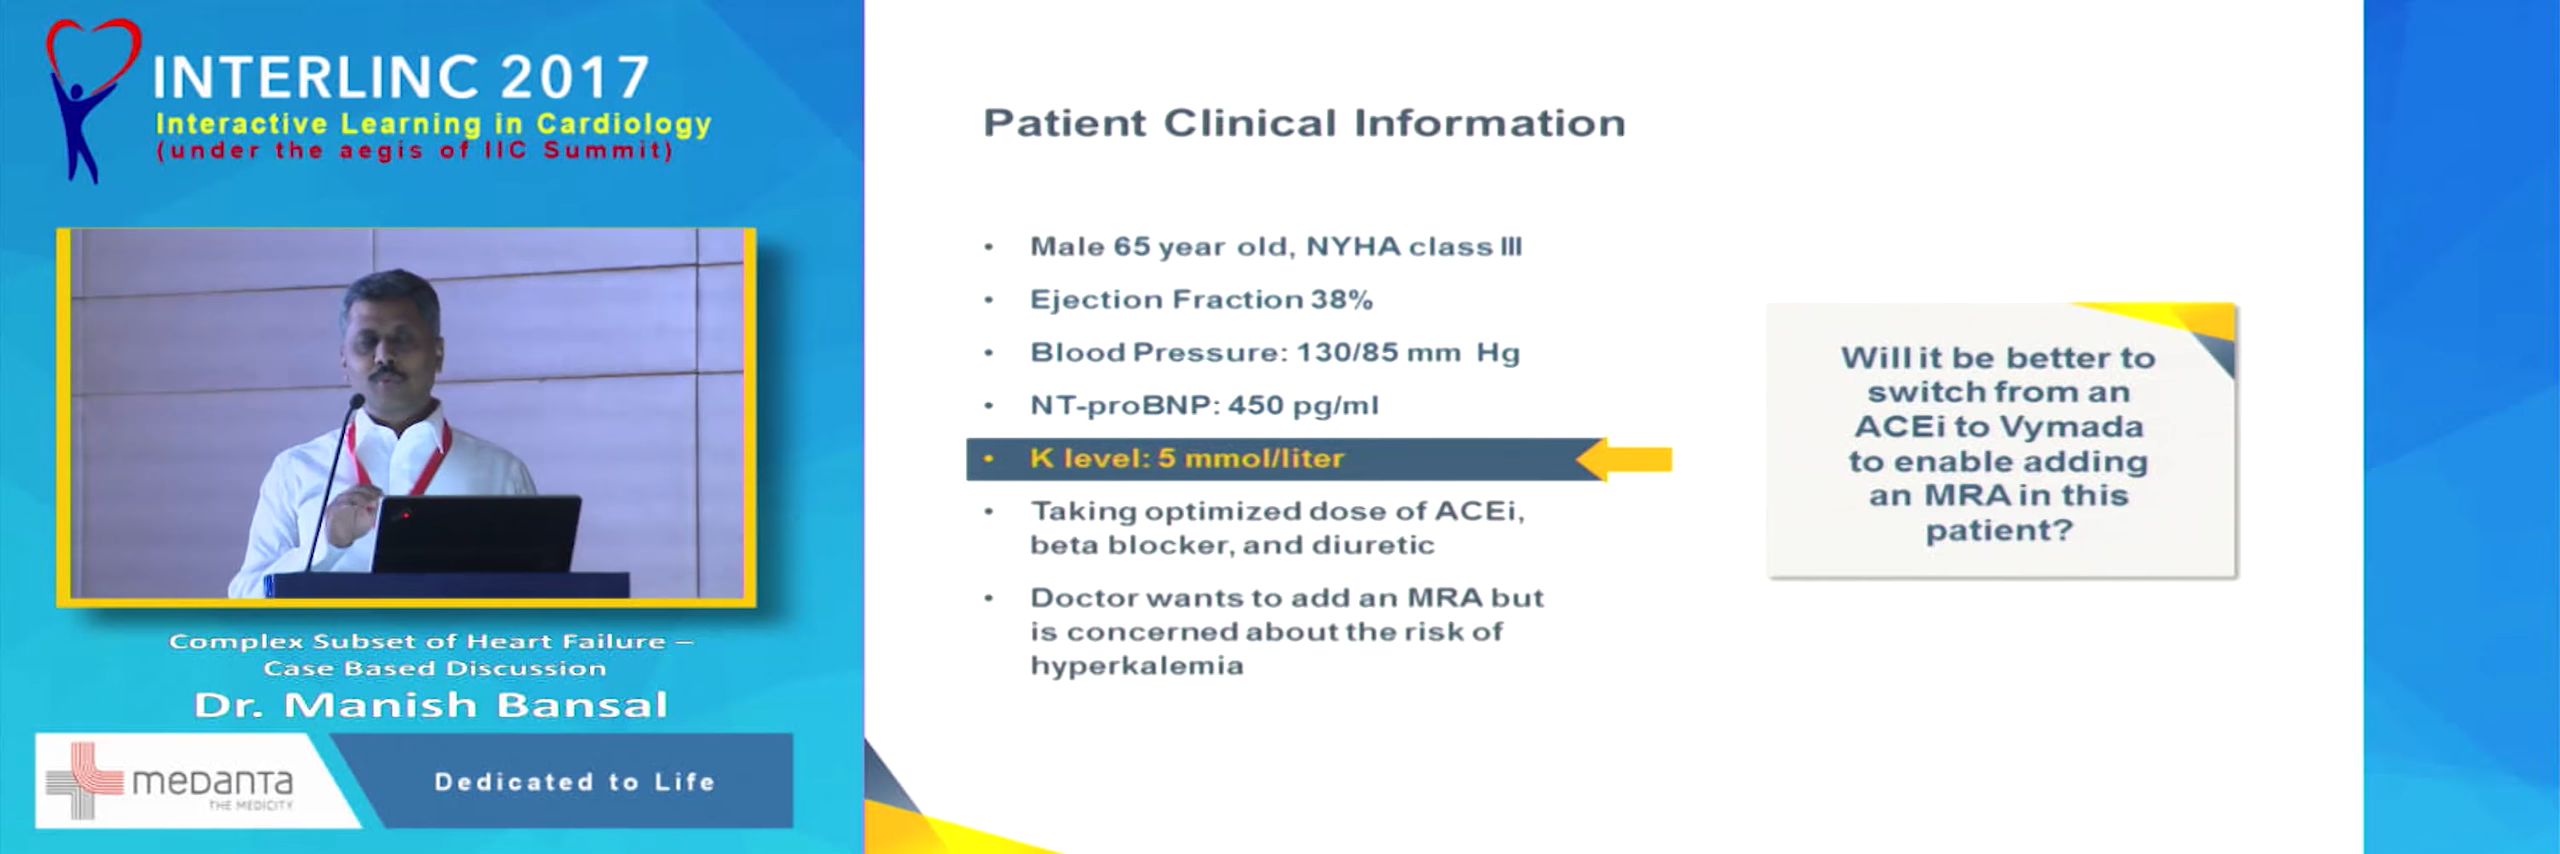 INTERLINC 2017
Interactive Learning in Cardiology
(under the aegis of IIC Summit)
Complex Subset of Heart Failure –
Case Based Discussion
Dr. Manish Bansal
meDanTa
THE MEDICITY
Dedicated to Life
Patient Clinical Information
• Male 65 year old, NYHA class III
• Ejection Fraction 38%
• Blood Pressure: 130/85 mm Hg
• NT-proBNP: 450 pg/ml
• K level: 5 mmol/liter
• Taking optimized dose of ACEi,
beta blocker, and diuretic
• Doctor wants to add an MRA but
is concerned about the risk of
hyperkalemia
Will it be better to
switch from an
ACEi to Vymada
to enable adding
an MRA in this
patient?